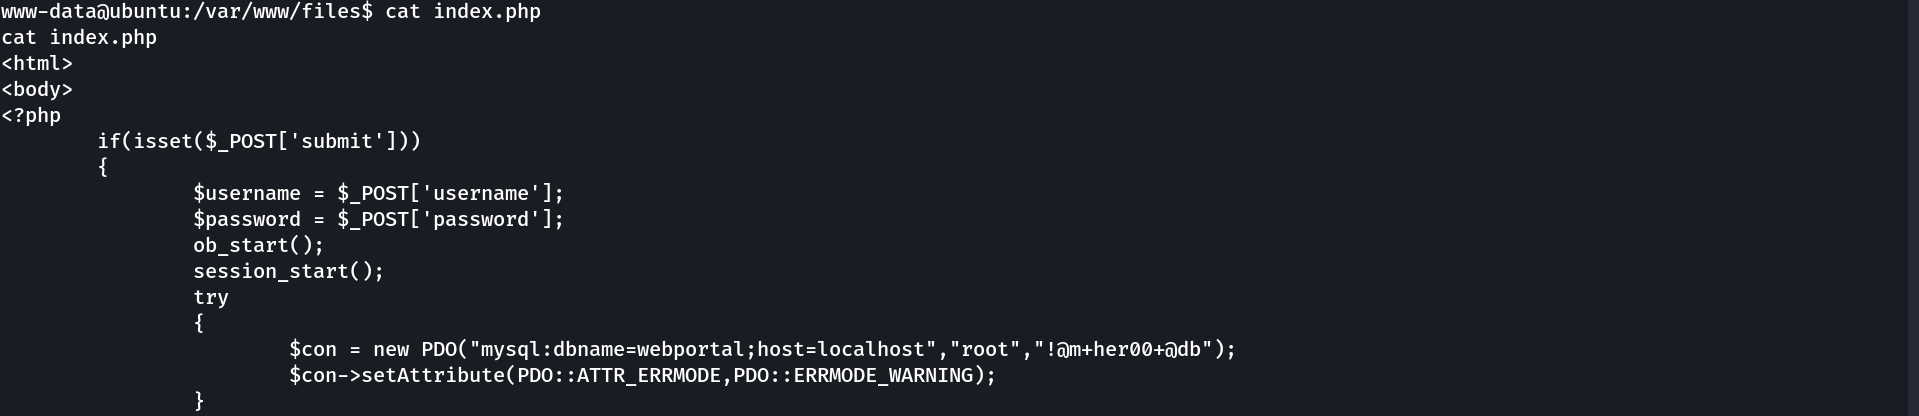 www-data@ubuntu:/var/www/files$ cat index.php
cat index.php
<html>
<body>
<?php
        if(isset($_POST['submit']))
        {
                $username = $_POST['username'];
                $password = $_POST['password'];
                ob_start();
                session_start();
                try
                {
                        $con = new PDO("mysql:dbname=webportal;host=localhost","root","!@m+her00+@db");
                        $con->setAttribute(PDO::ATTR_ERRMODE,PDO::ERRMODE_WARNING);
                }